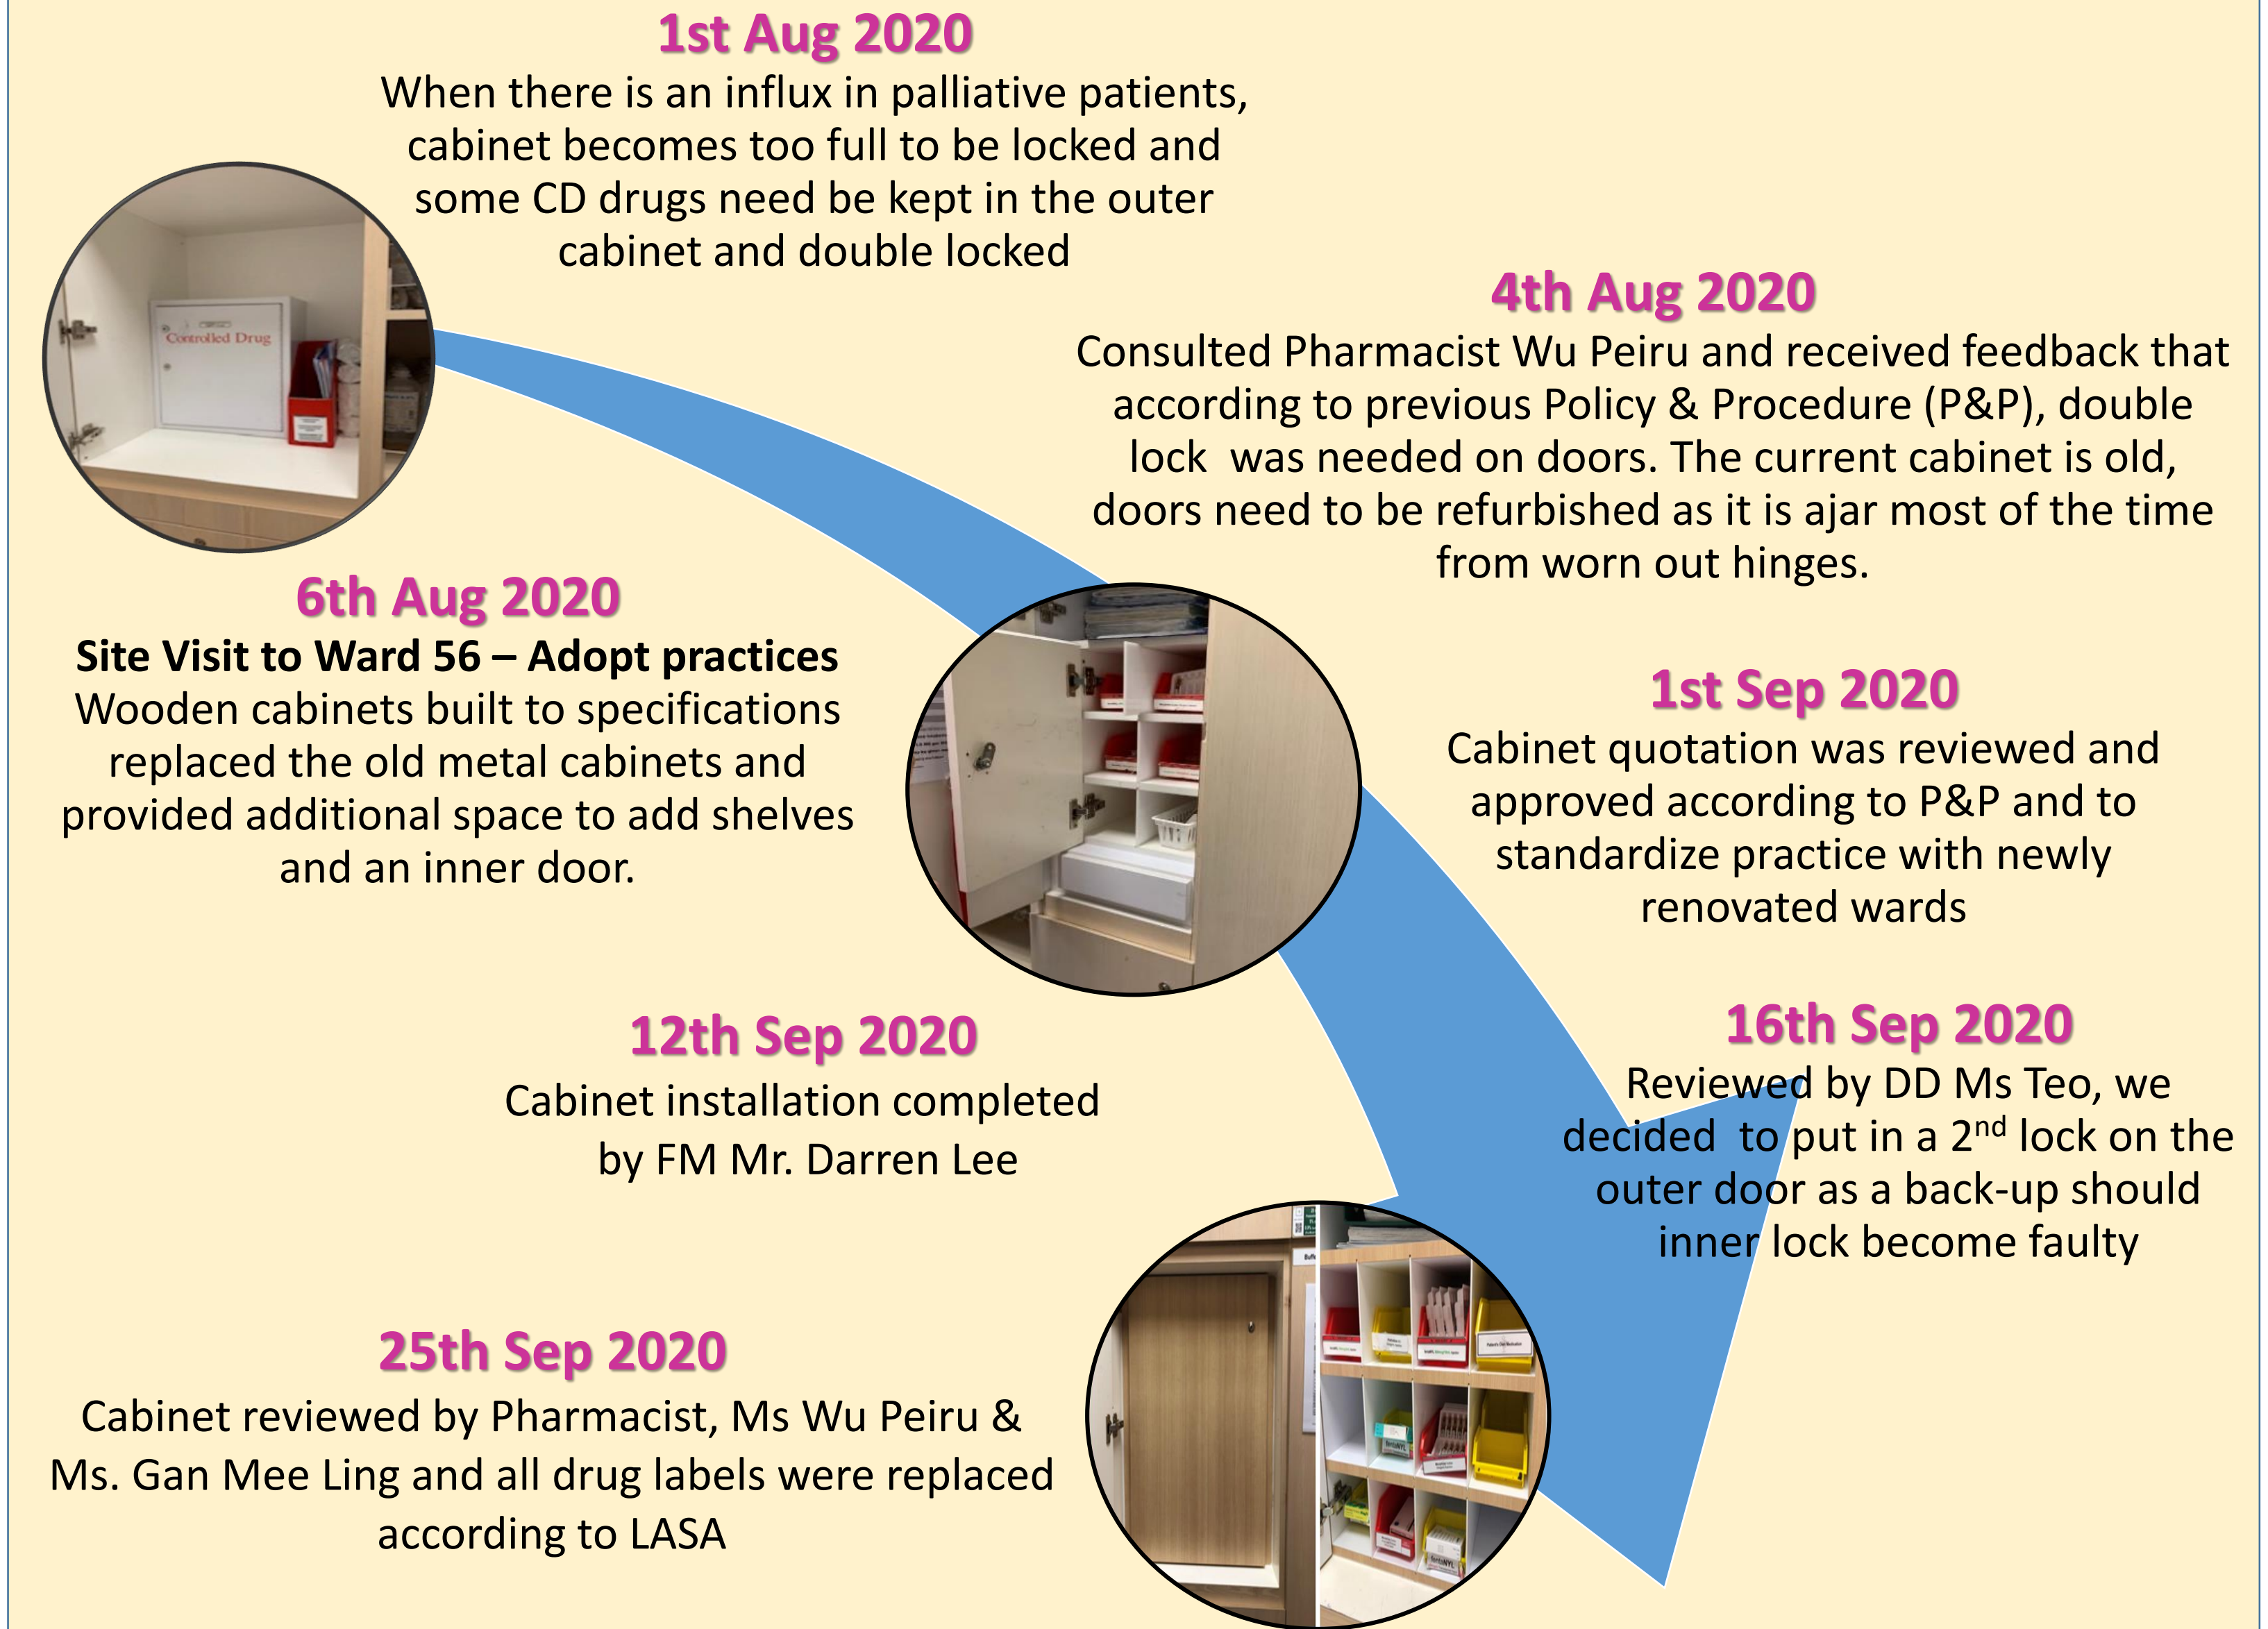 1st Aug 2020
When there is an influx in palliative patients,
cabinet becomes too full to be locked and
some CD drugs need be kept in the outer
cabinet and double locked
Controlled Drug
4th Aug 2020
Consulted Pharmacist Wu Peiru and received feedback that
according to previous Policy & Procedure (P&P), double
lock was needed on doors. The current cabinet is old,
doors need to be refurbished as it is ajar most of the time
from worn out hinges.
6th Aug 2020
Site Visit to Ward 56 – Adopt practices
Wooden cabinets built to specifications
replaced the old metal cabinets and
provided additional space to add shelves
and an inner door.
1st Sep 2020
Cabinet quotation was reviewed and
approved according to P&P and to
standardize practice with newly
renovated wards
12th Sep 2020
Cabinet installation completed
by FM Mr. Darren Lee
16th Sep 2020
Reviewed by DD Ms Teo, we
decided to put in a 2nd lock on the
outer door as a back-up should
inner lock become faulty
25th Sep 2020
Cabinet reviewed by Pharmacist, Ms Wu Peiru &
Ms. Gan Mee Ling and all drug labels were replaced
according to LASA
fentaNYL
fentaNYL